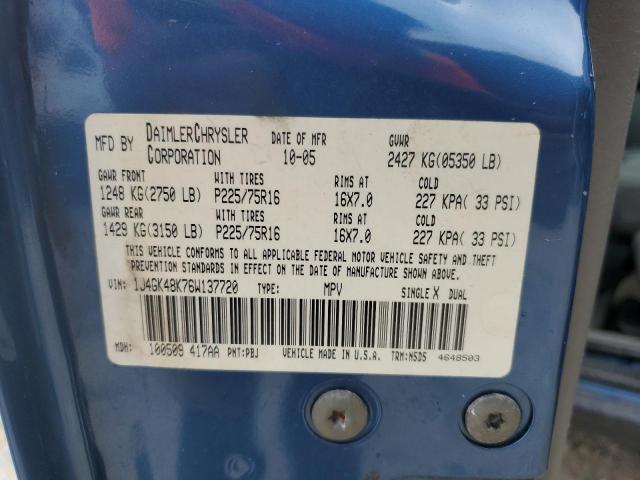 MFD BY DAIMLERCHRYSLER CORPORATION DATE OF MFR 10-05 GVWR 2427 KG(05350 LB)
GAWR FRONT WITH TIRES RIMS AT COLD
1248 KG(2750 LB) P225/75R16 16X7.0 227 KPA( 33 PSI)
GAWR REAR WITH TIRES RIMS AT COLD
1429 KG(3150 LB) P225/75R16 16X7.0 227 KPA( 33 PSI)
THIS VEHICLE CONFORMS TO ALL APPLICABLE FEDERAL MOTOR VEHICLE SAFETY AND THEFT
PREVENTION STANDARDS IN EFFECT ON THE DATE OF MANUFACTURE SHOWN ABOVE.
VIN: 1J4GK48K76W137720 TYPE: MPV SINGLE X DUAL
MDH: 100509 417AA PNT:PBJ VEHICLE MADE IN U.S.A. TRM:N5D5 4648503